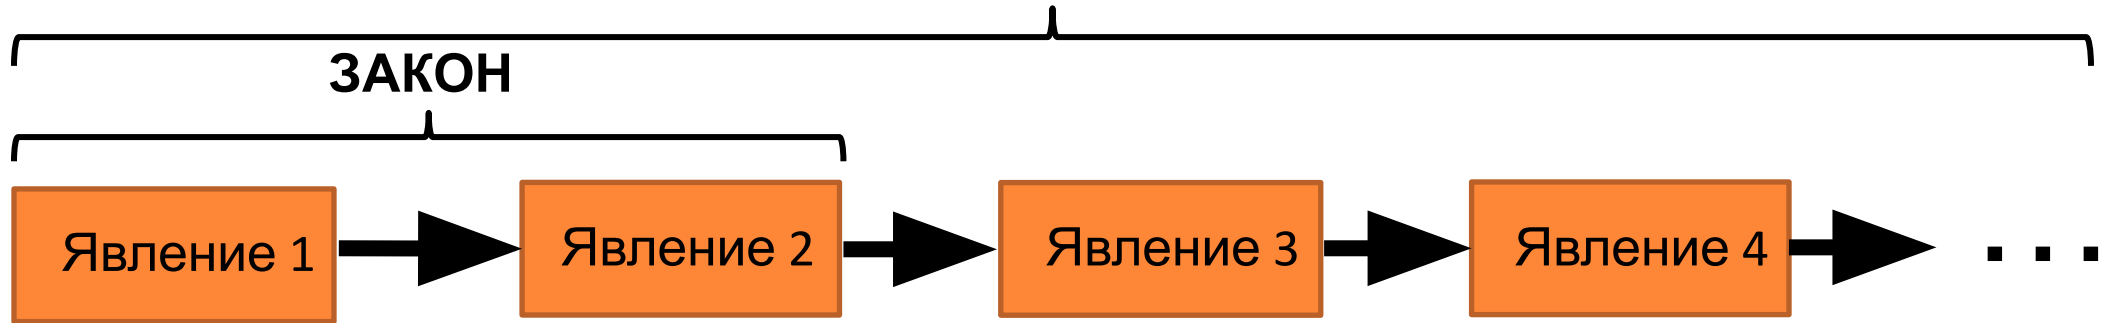 ЗАКОН
Явление 1 Явление 2 Явление 3 Явление 4 . . .